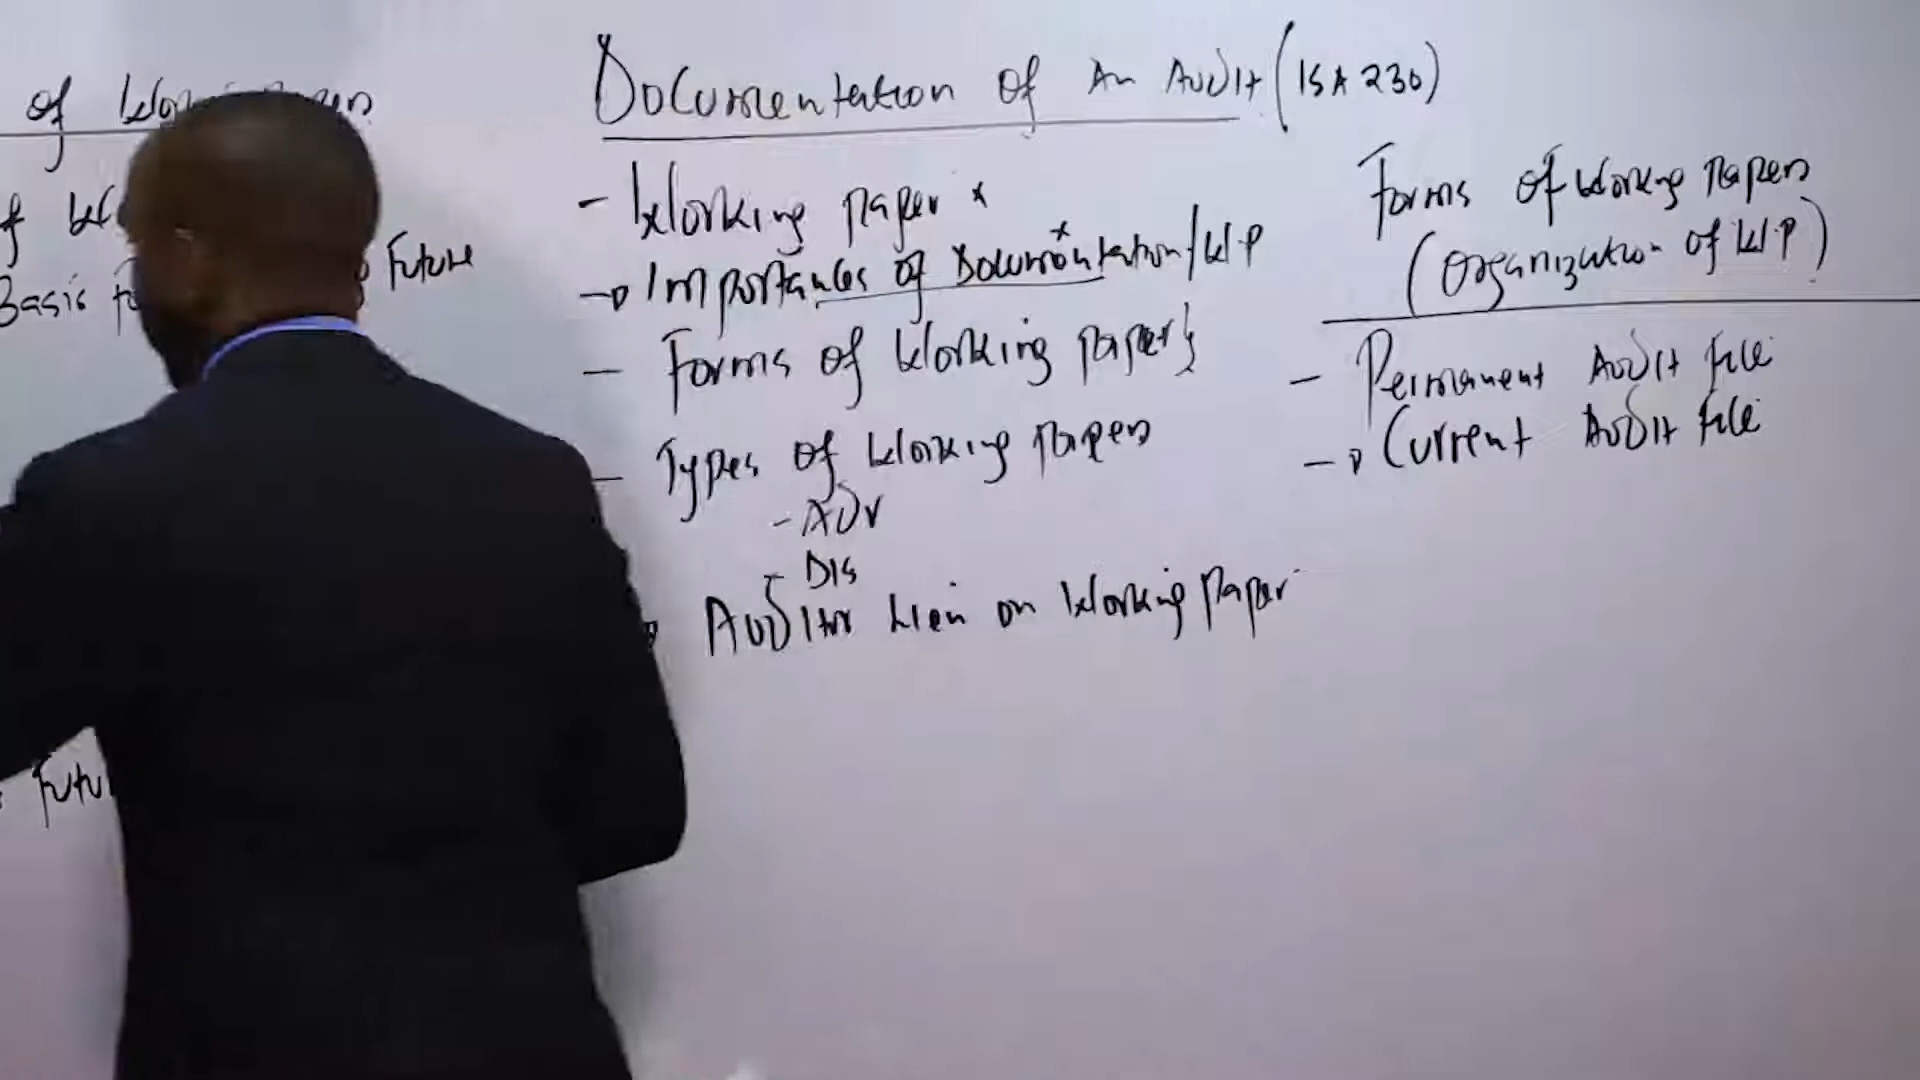 of
Basic
Future
Futu
Documentation of An Audit (ISA 230)
- Working paper *
→ Importances of Documentation/W.P
- Forms of Working papers
- Types of Working Papers
- ADV
- DIS
Auditor Lien on Working Paper
Forms of Working Papers
(Organization of W.P)
- Permanent Audit file
→ Current Audit file